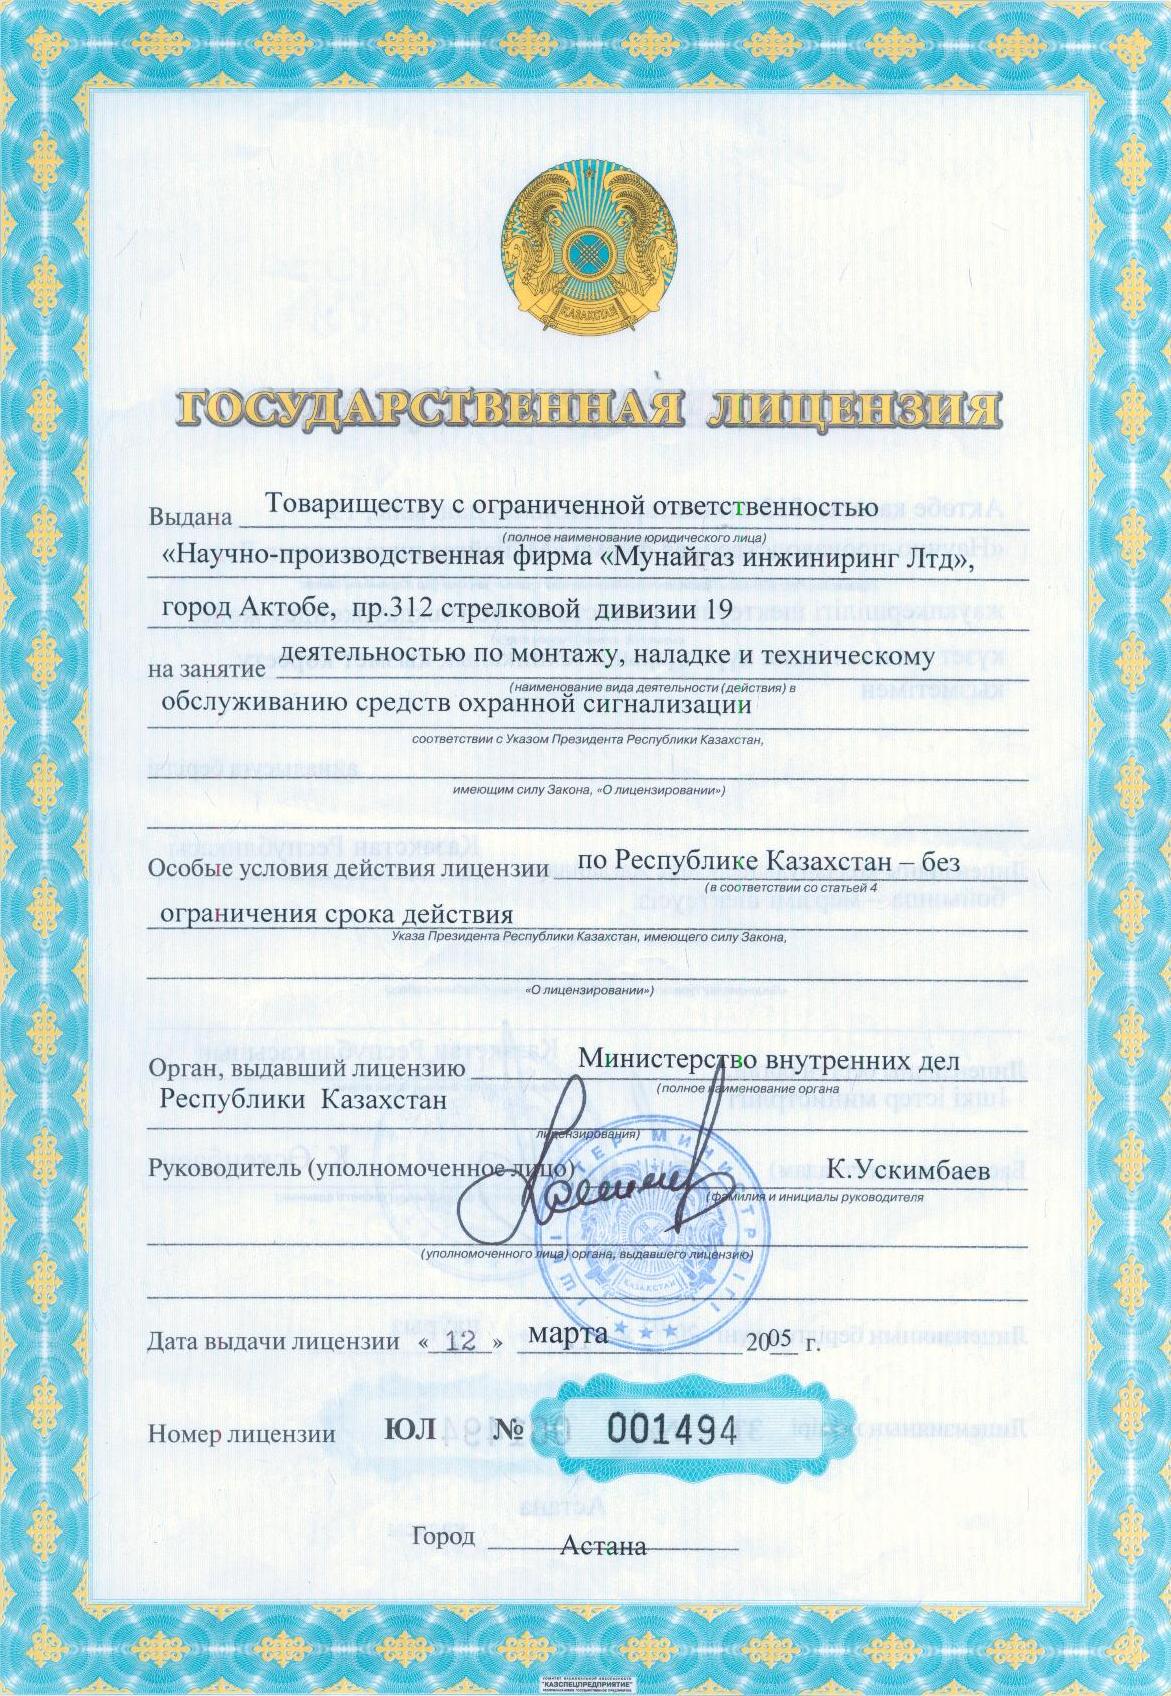 ҚАЗАҚСТАН
ГОСУДАРСТВЕННАЯ ЛИЦЕНЗИЯ
Выдана Товариществу с ограниченной ответственностью
(полное наименование юридического лица)
«Научно-производственная фирма «Мунайгаз инжиниринг Лтд»,
город Актобе, пр.312 стрелковой дивизии 19
на занятие деятельностью по монтажу, наладке и техническому
(наименование вида деятельности (действия) в
обслуживанию средств охранной сигнализации
соответствии с Указом Президента Республики Казахстан,
имеющим силу Закона, «О лицензировании»)
Особые условия действия лицензии по Республике Казахстан – без
(в соответствии со статьей 4
ограничения срока действия
Указа Президента Республики Казахстан, имеющего силу Закона,
«О лицензировании»)
Орган, выдавший лицензию Министерство внутренних дел
(полное наименование органа
Республики Казахстан
лицензирования)
Руководитель (уполномоченное лицо) К.Ускимбаев
(фамилия и инициалы руководителя
(уполномоченного лица) органа, выдавшего лицензию)
ІШКІ ІСТЕР МИНИСТРЛІГІ
ҚАЗАҚСТАН
Дата выдачи лицензии « 12 » марта 2005 г.
Номер лицензии ЮЛ № 001494
Город Астана
"КАЗСПЕЦПРЕДПРИЯТИЕ"